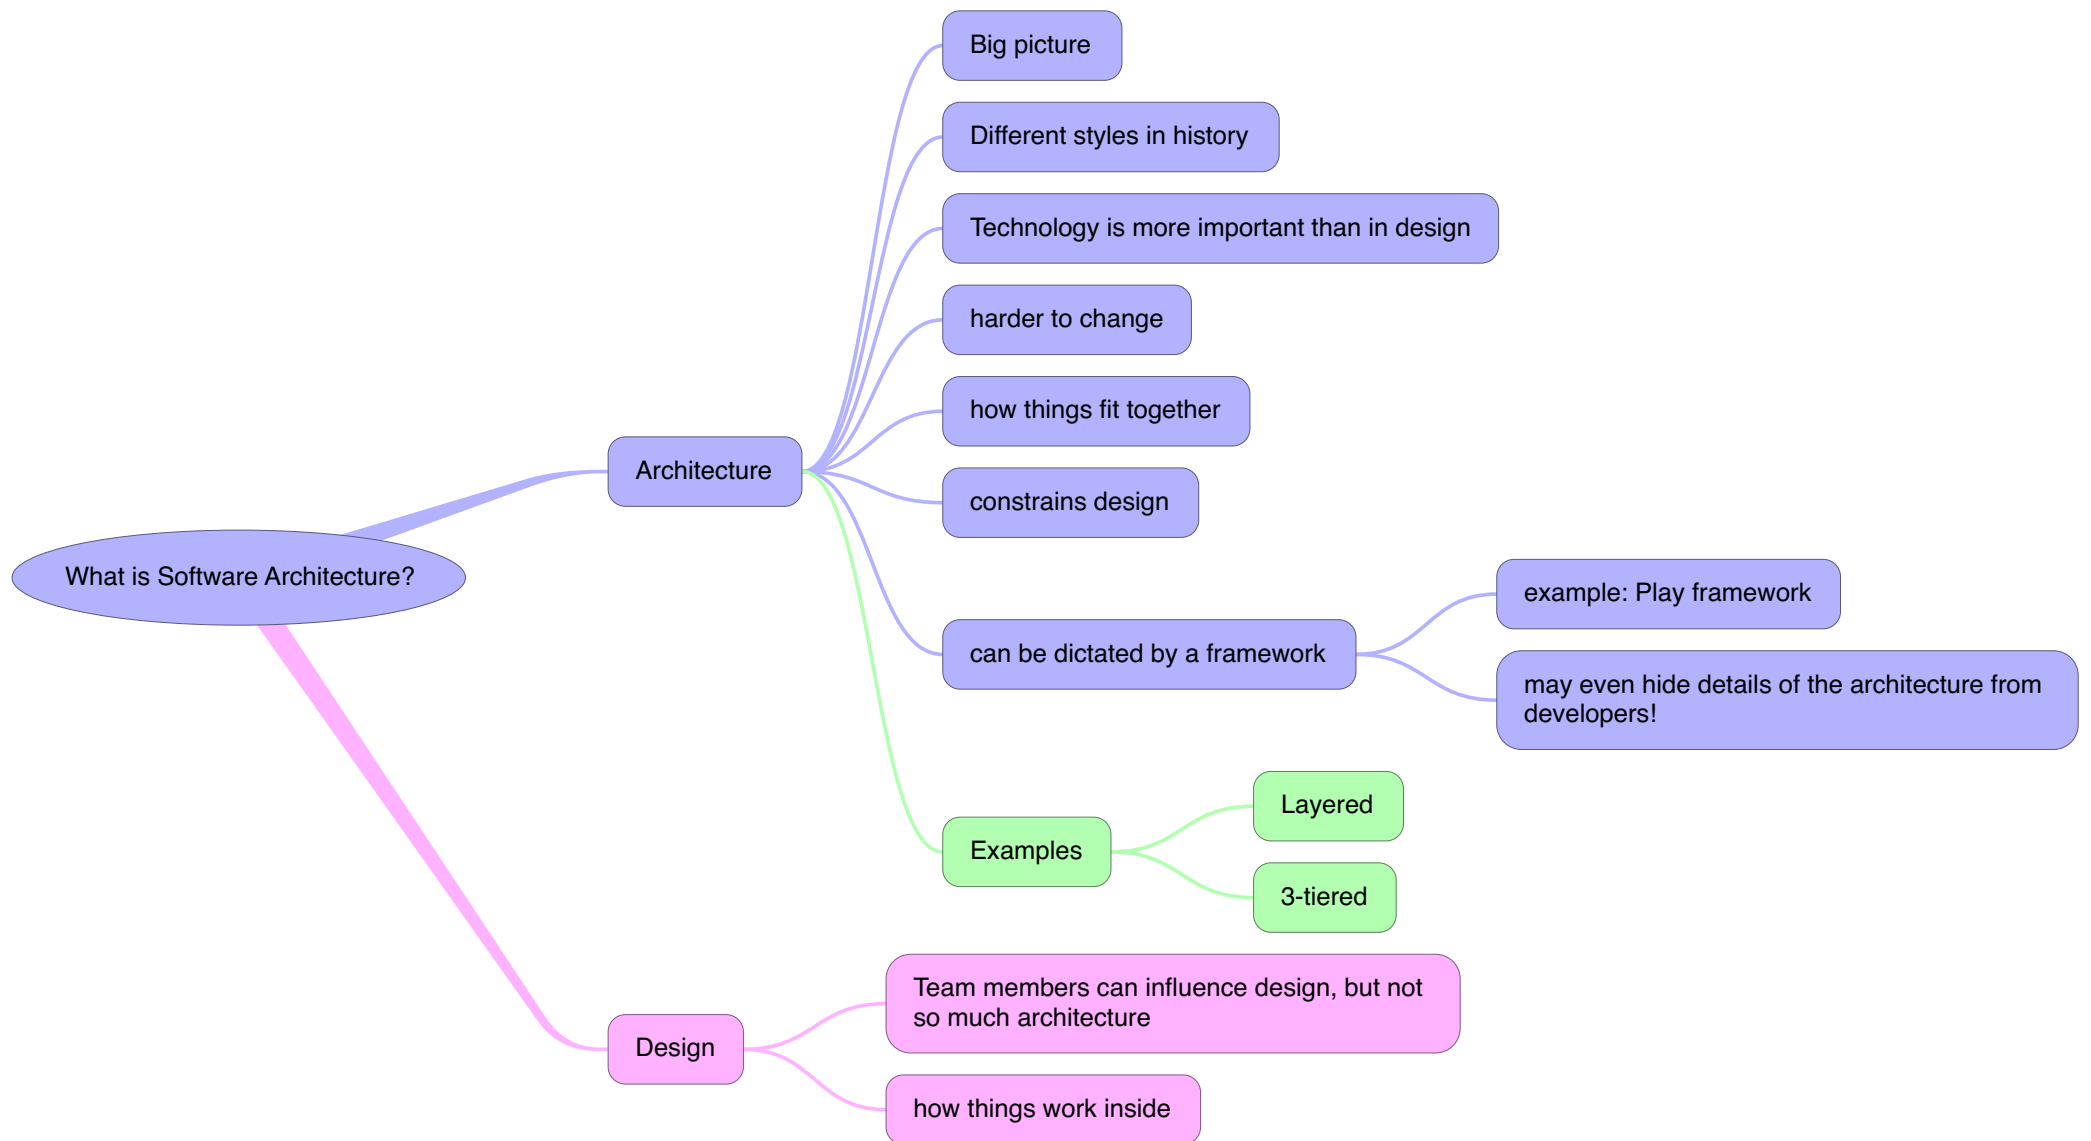 What is Software Architecture?
Architecture
Big picture
Different styles in history
Technology is more important than in design
harder to change
how things fit together
constrains design
can be dictated by a framework
example: Play framework
may even hide details of the architecture from
developers!
Examples
Layered
3-tiered
Design
Team members can influence design, but not
so much architecture
how things work inside